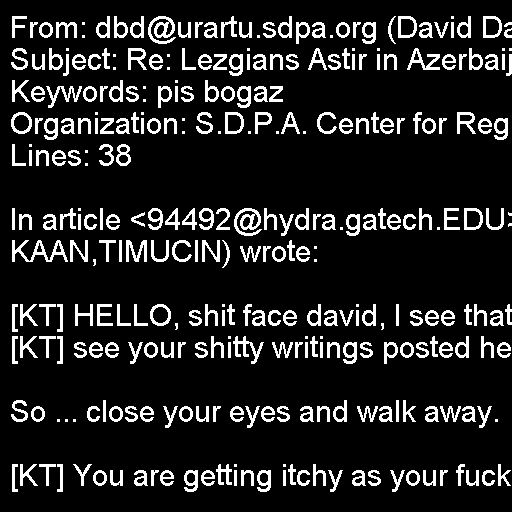 From: dbd@urartu.sdpa.org (David Da
Subject: Re: Lezgians Astir in Azerbaij
Keywords: pis bogaz
Organization: S.D.P.A. Center for Reg
Lines: 38
In article <94492@hydra.gatech.EDU>
KAAN,TIMUCIN) wrote:
[KT] HELLO, shit face david, I see that
[KT] see your shitty writings posted he
So ... close your eyes and walk away.
[KT] You are getting itchy as your fuck